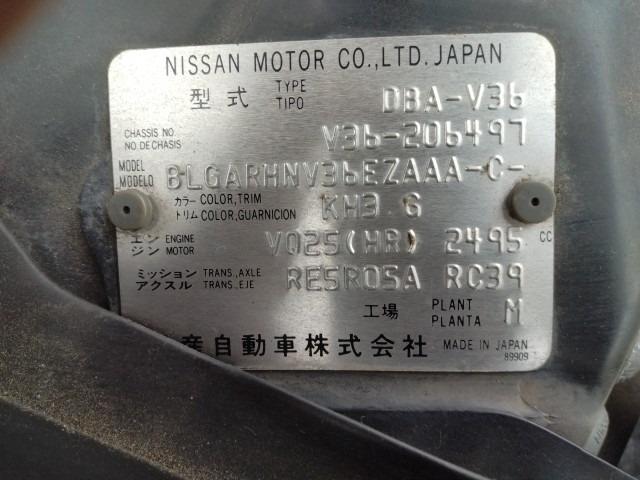 NISSAN MOTOR CO.,LTD. JAPAN
型式 TYPE TIPO DBA-V36
CHASSIS NO. NO.DE CHASIS V36-206497
MODEL MODELO BLGARHNV36EZAAA-C-
カラー COLOR,TRIM トリム COLOR,GUARNICION KH3 G
エンジン ENGINE MOTOR VQ25(HR) 2495 CC
ミッション TRANS.,AXLE アクスル TRANS.,EJE RE5R05A RC39
工場 PLANT PLANTA M
産自動車株式会社 MADE IN JAPAN
89909